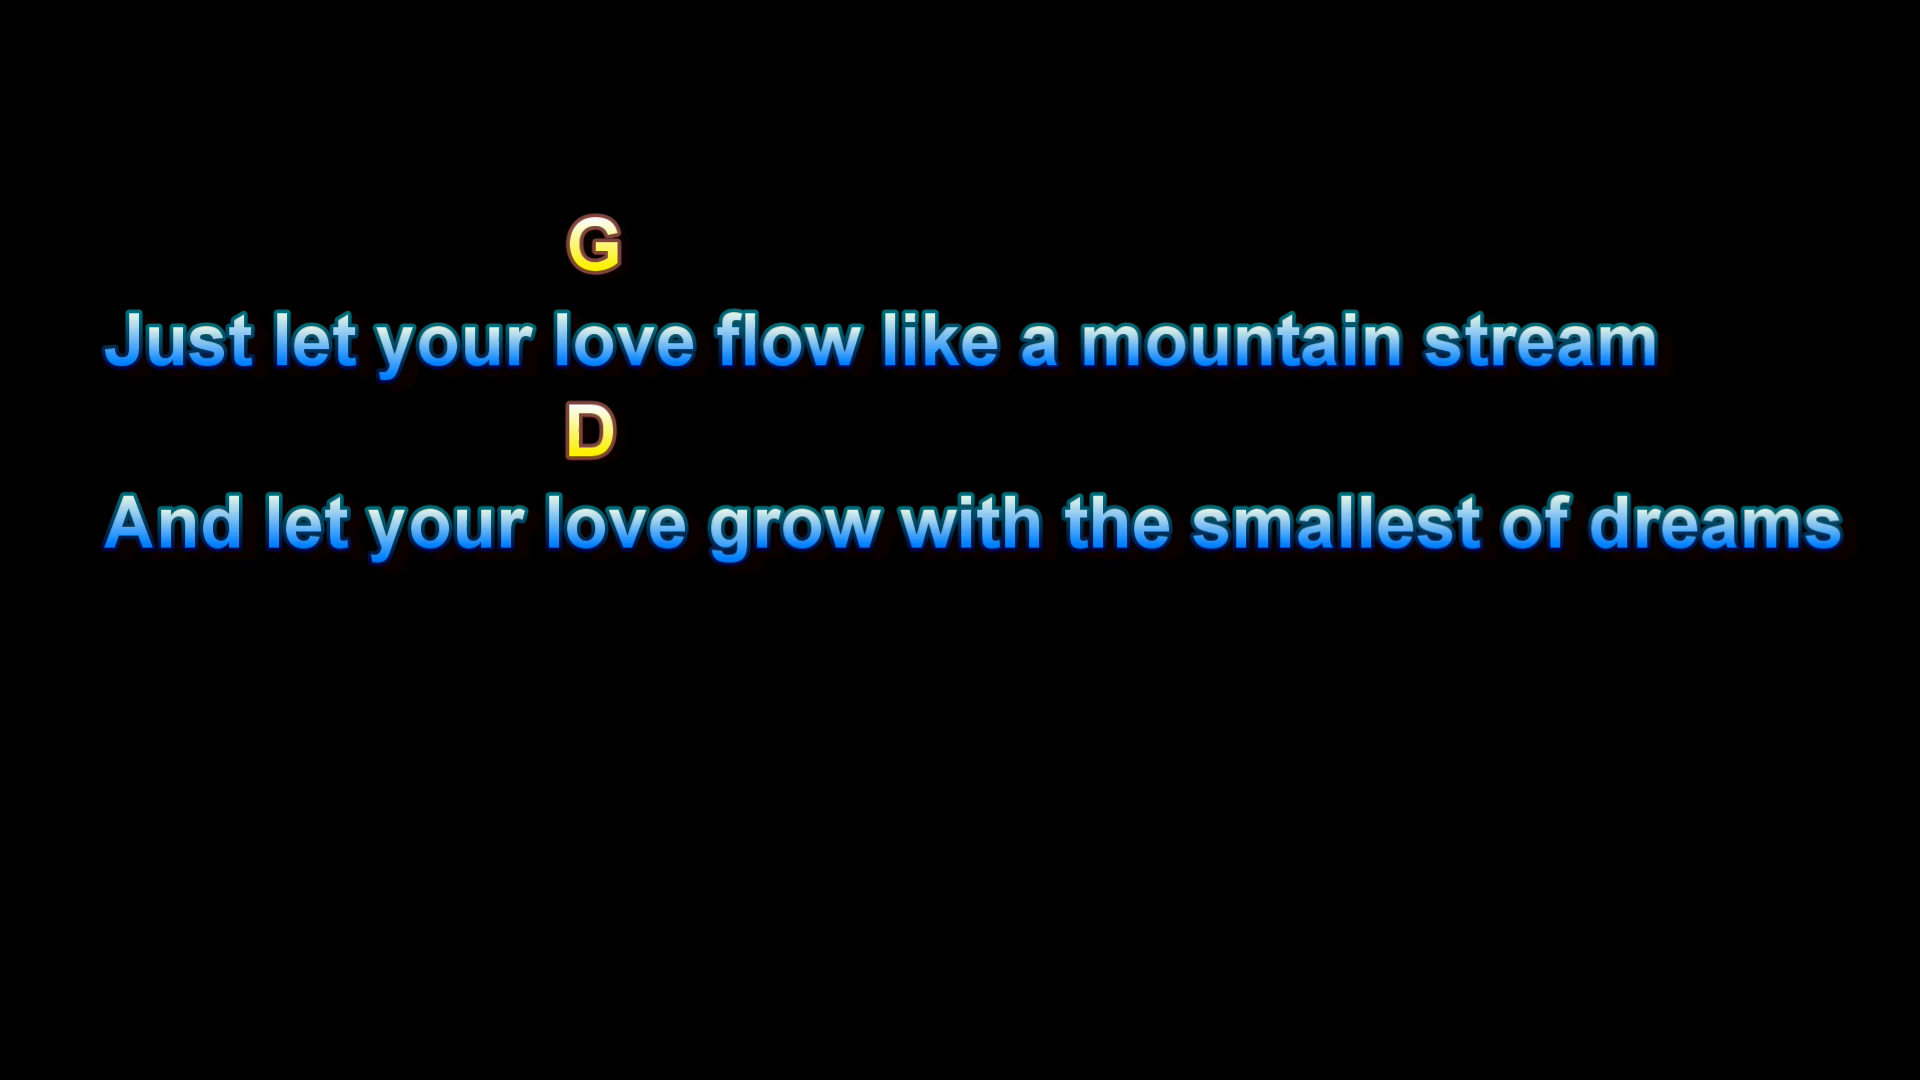 G
Just let your love flow like a mountain stream
D
And let your love grow with the smallest of dreams